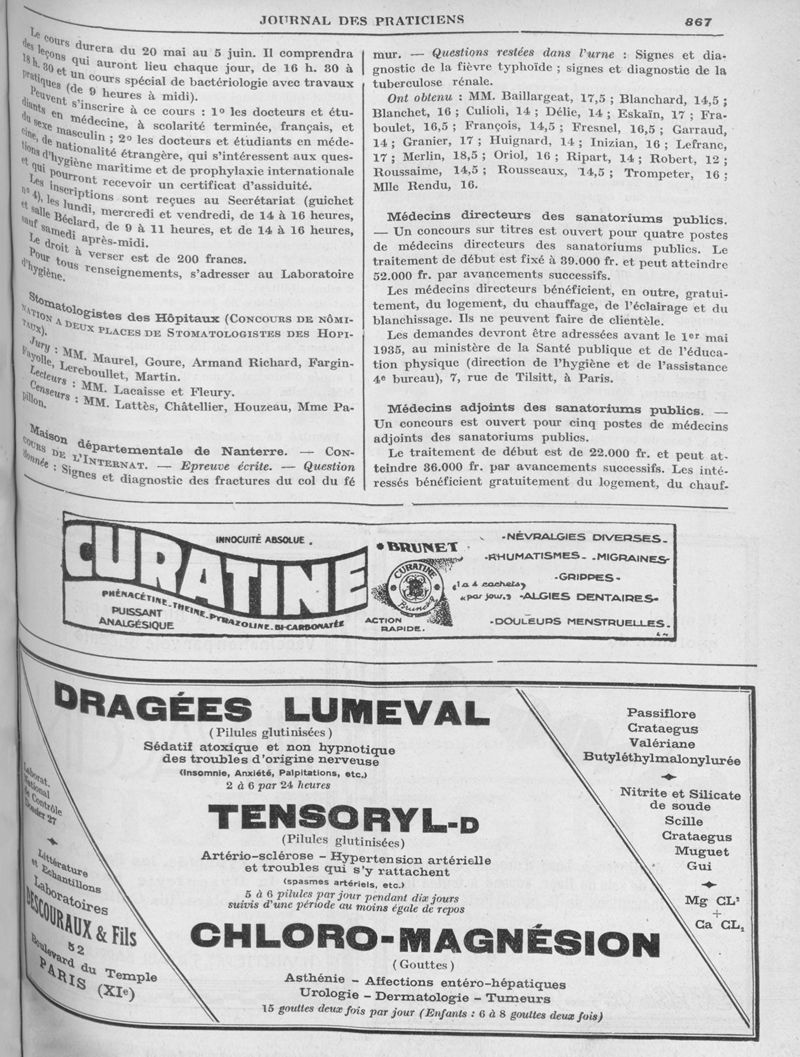 JOURNAL DES PRATICIENS
867
Le cours durera du 20 mai au 5 juin. Il comprendra
des leçons qui auront lieu chaque jour, de 16 h. 30 à
18 h. 30 et un cours spécial de bactériologie avec travaux
pratiques (de 9 heures à midi).
Peuvent s'inscrire à ce cours : 1º les docteurs et étu-
diants en médecine, à scolarité terminée, français, et
du sexe masculin ; 2º les docteurs et étudiants en méde-
cine, de nationalité étrangère, qui s'intéressent aux ques-
tions d'hygiène maritime et de prophylaxie internationale
et qui pourront recevoir un certificat d'assiduité.
Les inscriptions sont reçues au Secrétariat (guichet
nº 4), les lundi, mercredi et vendredi, de 14 à 16 heures,
et salle Béclard, de 9 à 11 heures, et de 14 à 16 heures,
sauf samedi après-midi.
Le droit à verser est de 200 francs.
Pour tous renseignements, s'adresser au Laboratoire
d'hygiène.
Stomatologistes des Hôpitaux (CONCOURS DE NÔMI-
NATION A DEUX PLACES DE STOMATOLOGISTES DES HOPI-
TAUX).
Jury : MM. Maurel, Goure, Armand Richard, Fargin-
Fayolle, Lereboullet, Martin.
Lecteurs : MM. Lacaisse et Fleury.
Censeurs : MM. Lattès, Châtellier, Houzeau, Mme Pa-
pillon.
Maison départementale de Nanterre. — CON-
COURS DE L'INTERNAT. — Epreuve écrite. — Question
donnée : Signes et diagnostic des fractures du col du fé
mur. — Questions restées dans l'urne : Signes et dia-
gnostic de la fièvre typhoïde ; signes et diagnostic de la
tuberculose rénale.
Ont obtenu : MM. Baillargeat, 17,5 ; Blanchard, 14,5 ;
Blanchet, 16 ; Culioli, 14 ; Délie, 14 ; Eskaïn, 17 ; Fra-
boulet, 16,5 ; François, 14,5 ; Fresnel, 16,5 ; Garraud,
14 ; Granier, 17 ; Huignard, 14 ; Inizian, 16 ; Lefranc,
17 ; Merlin, 18,5 ; Oriol, 16 ; Ripart, 14 ; Robert, 12 ;
Roussaime, 14,5 ; Rousseaux, 14,5 ; Trompeter, 16 ;
Mlle Rendu, 16.
Médecins directeurs des sanatoriums publics.
— Un concours sur titres est ouvert pour quatre postes
de médecins directeurs des sanatoriums publics. Le
traitement de début est fixé à 39.000 fr. et peut atteindre
52.000 fr. par avancements successifs.
Les médecins directeurs bénéficient, en outre, gratui-
tement, du logement, du chauffage, de l'éclairage et du
blanchissage. Ils ne peuvent faire de clientèle.
Les demandes devront être adressées avant le 1er mai
1935, au ministère de la Santé publique et de l'éduca-
tion physique (direction de l'hygiène et de l'assistance
4e bureau), 7, rue de Tilsitt, à Paris.
Médecins adjoints des sanatoriums publics. —
Un concours est ouvert pour cinq postes de médecins
adjoints des sanatoriums publics.
Le traitement de début est de 22.000 fr. et peut at-
teindre 36.000 fr. par avancements successifs. Les inté-
ressés bénéficient gratuitement du logement, du chauf-
INNOCUITÉ ABSOLUE.
CURATINE
PHÉNACÉTINE-THEINE-PYRAZOLINE-BI-CARBONATÉE
PUISSANT
ANALGÉSIQUE
BRUNET
CURATINE
Brunet
ACTION
RAPIDE.
1 à 4 cachets
par jour.
-NÉVRALGIES DIVERSES-
-RHUMATISMES- -MIGRAINES-
-GRIPPES-
-ALGIES DENTAIRES-
-DOULEURS MENSTRUELLES-
DRAGÉES LUMEVAL
(Pilules glutinisées)
Sédatif atoxique et non hypnotique
des troubles d'origine nerveuse
(Insomnie, Anxiété, Palpitations, etc.)
2 à 6 par 24 heures
TENSORYL-D
(Pilules glutinisées)
Artério-sclérose - Hypertension artérielle
et troubles qui s'y rattachent
(spasmes artériels, etc.)
5 à 6 pilules par jour pendant dix jours
suivis d'une période au moins égale de repos
CHLORO-MAGNÉSION
(Gouttes)
Asthénie - Affections entéro-hépatiques
Urologie - Dermatologie - Tumeurs
15 gouttes deux fois par jour (Enfants : 6 à 8 gouttes deux fois)
Passiflore
Crataegus
Valériane
Butyléthylmalonylurée
Nitrite et Silicate
de soude
Scille
Crataegus
Muguet
Gui
Mg CL²
+
Ca CL₂
Laborat.
National
de Contrôle
Dossier 27
Littérature
et Echantillons
Laboratoires
DESCOURAUX & Fils
52
Boulevard du Temple
PARIS (XIe)